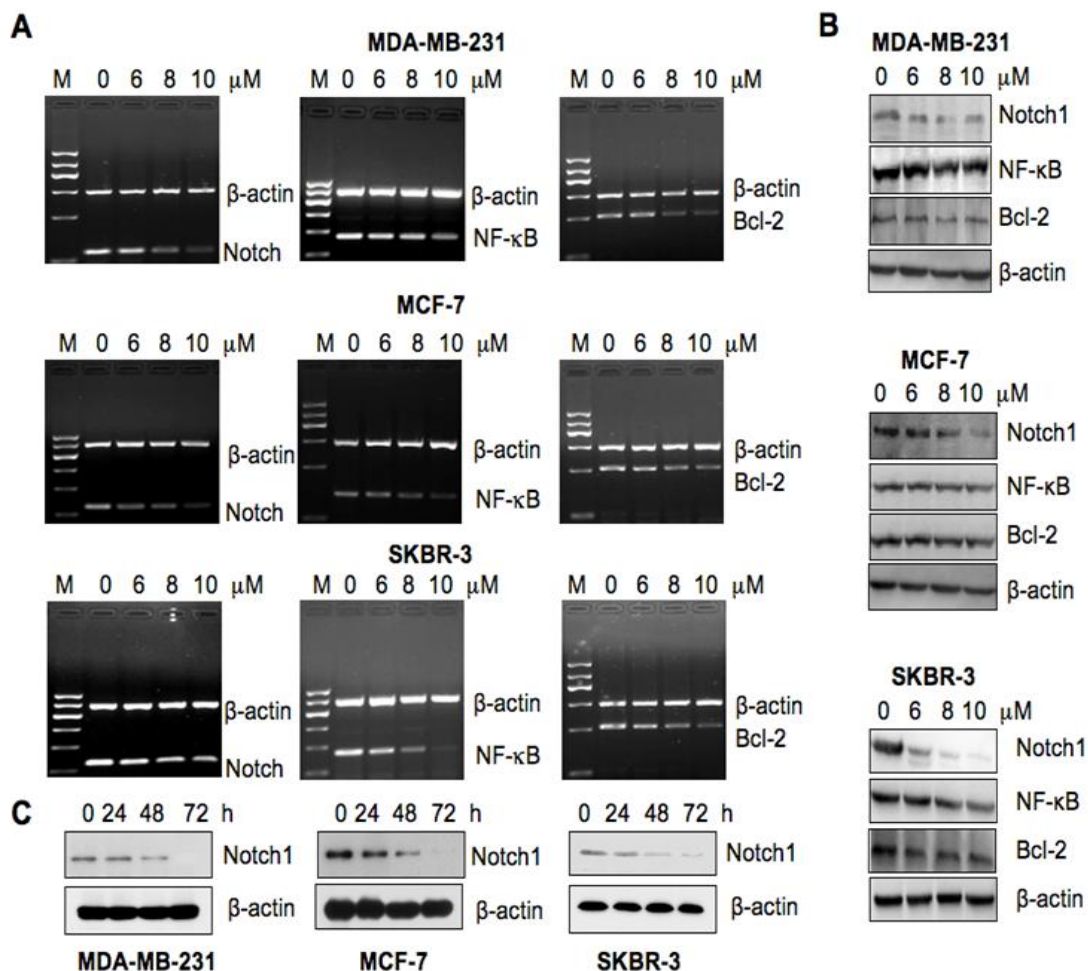 A
MDA-MB-231
M 0 6 8 10 μM
M 0 6 8 10 μM
M 0 6 8 10 μM
β-actin
Notch
β-actin
NF-κB
β-actin
Bcl-2
MCF-7
M 0 6 8 10 μM
M 0 6 8 10 μM
M 0 6 8 10 μM
β-actin
Notch
β-actin
NF-κB
β-actin
Bcl-2
SKBR-3
M 0 6 8 10 μM
M 0 6 8 10 μM
M 0 6 8 10 μM
β-actin
Notch
β-actin
NF-κB
β-actin
Bcl-2
B
MDA-MB-231
0 6 8 10 μM
Notch1
NF-κB
Bcl-2
β-actin
MCF-7
0 6 8 10 μM
Notch1
NF-κB
Bcl-2
β-actin
SKBR-3
0 6 8 10 μM
Notch1
NF-κB
Bcl-2
β-actin
C
0 24 48 72 h
Notch1
β-actin
MDA-MB-231
0 24 48 72 h
Notch1
β-actin
MCF-7
0 24 48 72 h
Notch1
β-actin
SKBR-3